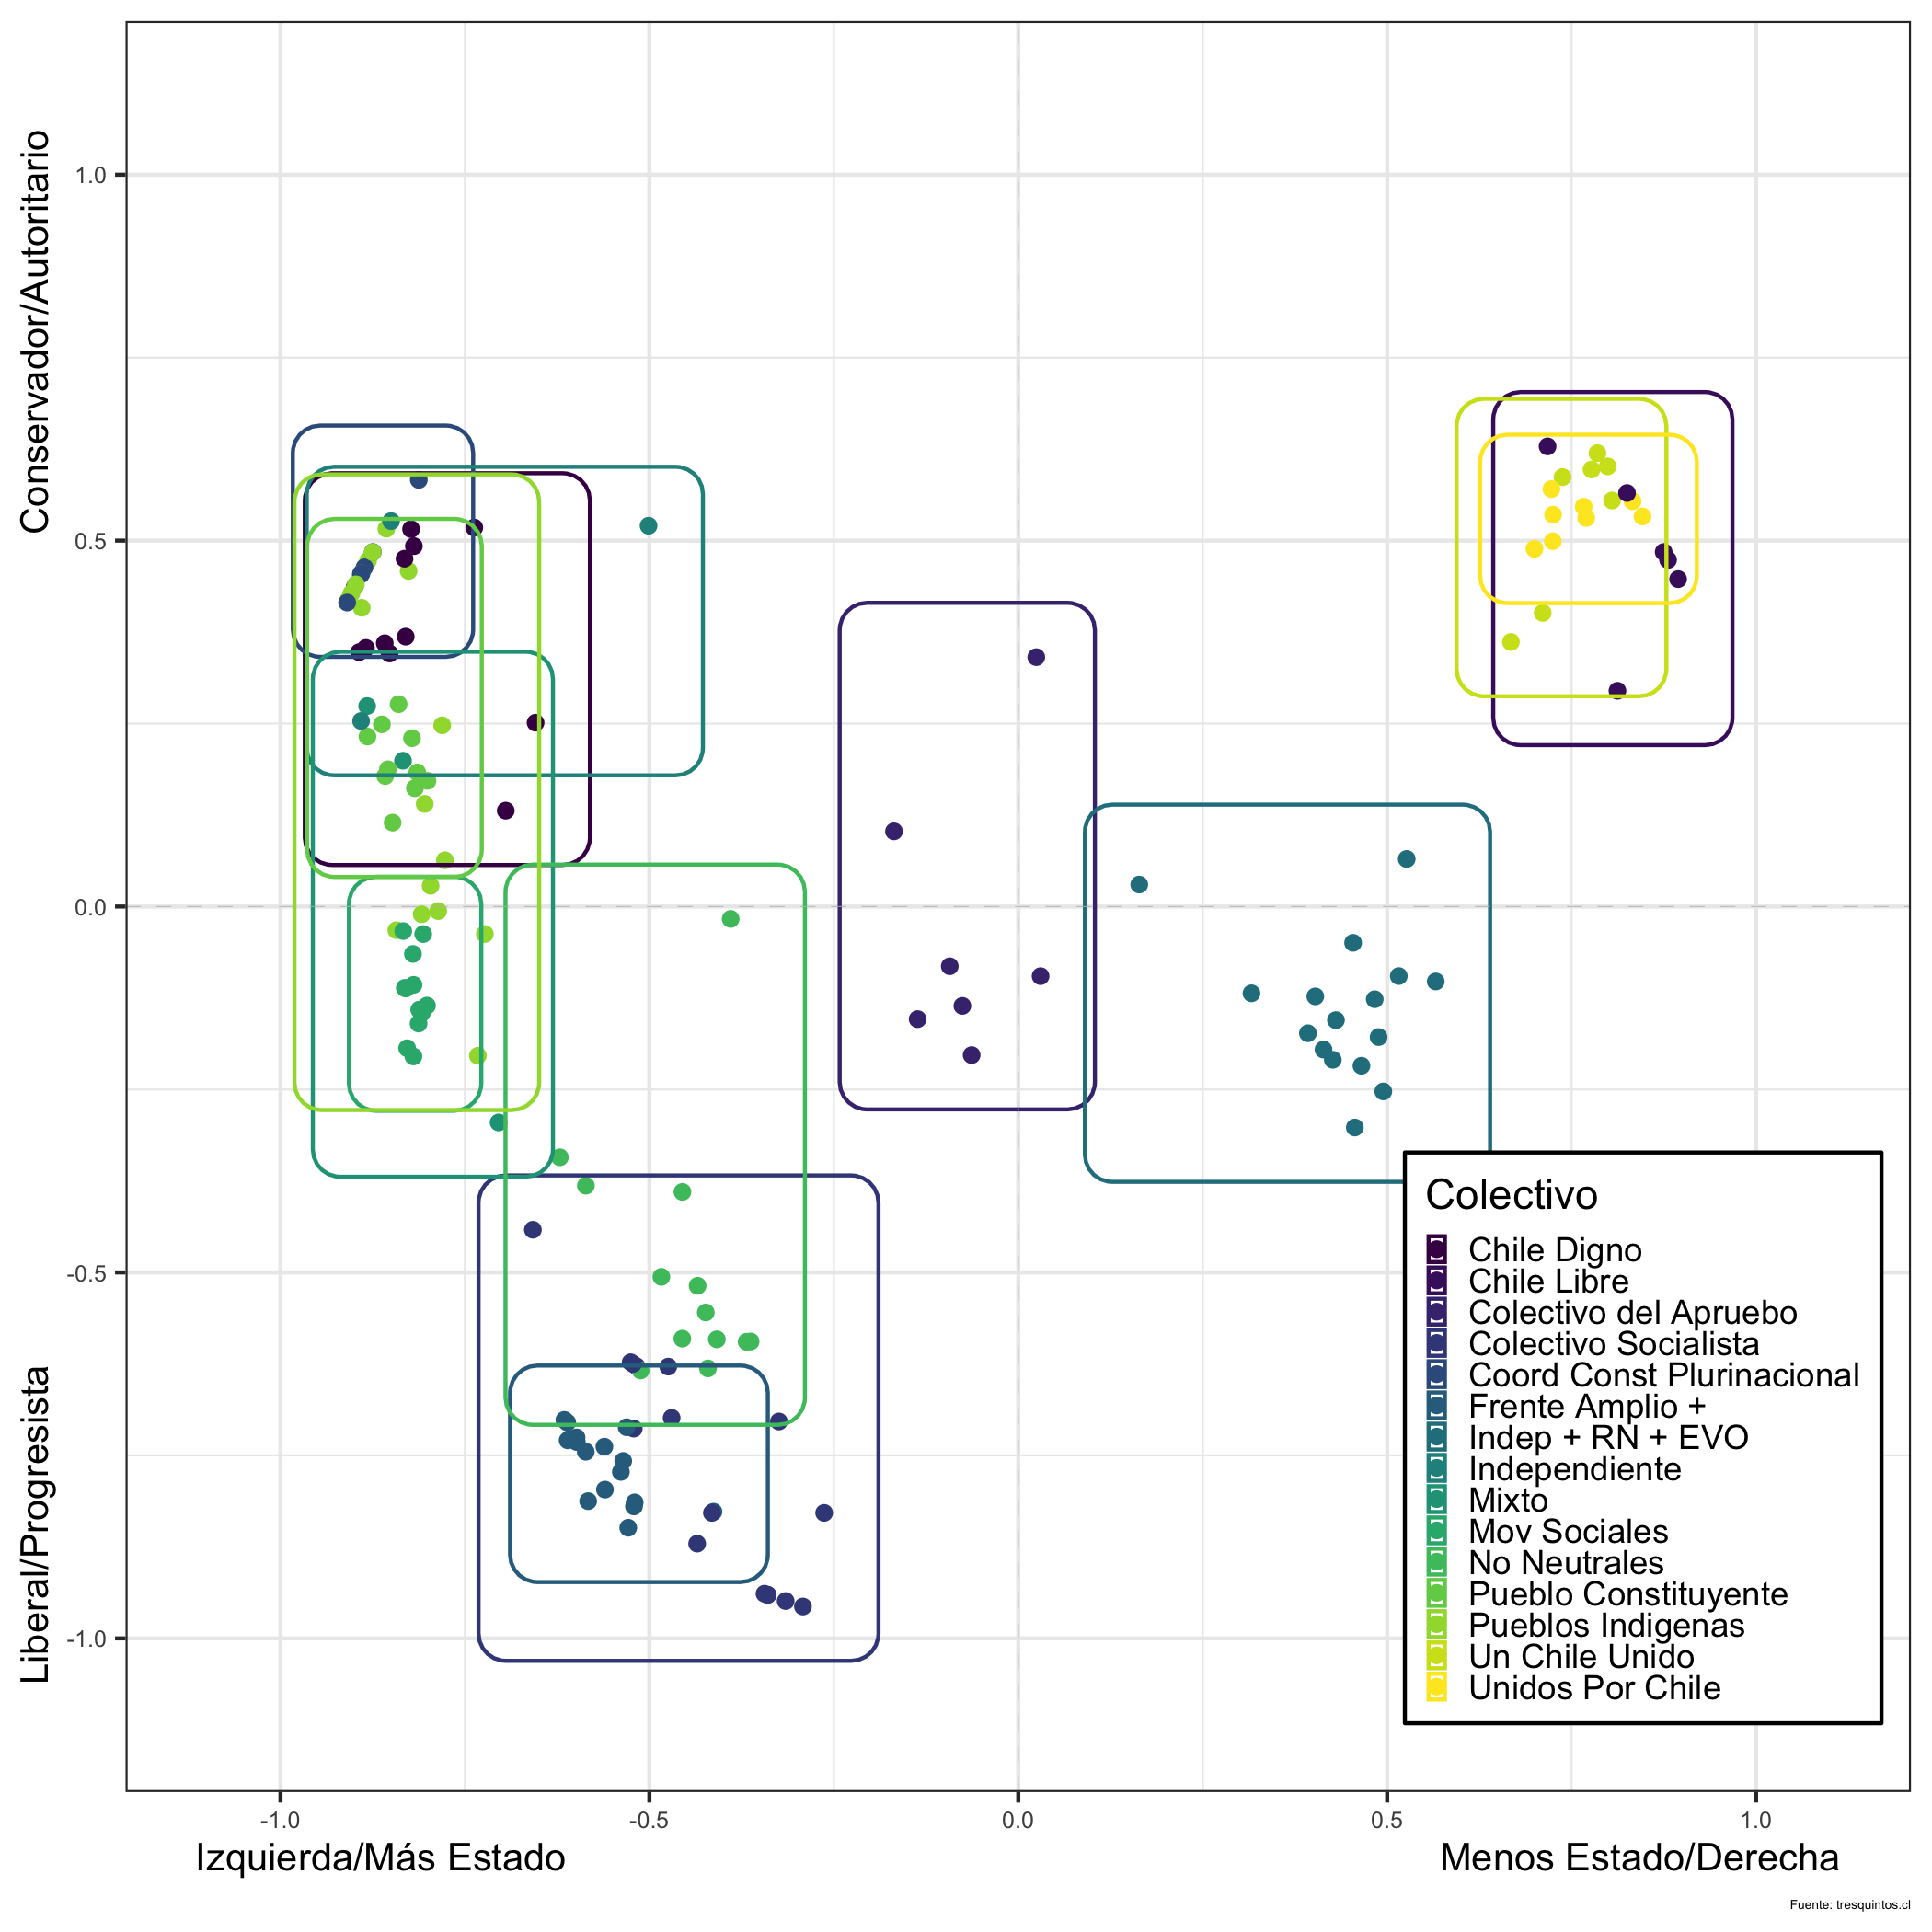 Conservador/Autoritario
Liberal/Progresista
1.0
0.5
0.0
-0.5
-1.0
-1.0
-0.5
0.0
0.5
1.0
Izquierda/Más Estado
Menos Estado/Derecha
Colectivo
Chile Digno
Chile Libre
Colectivo del Apruebo
Colectivo Socialista
Coord Const Plurinacional
Frente Amplio +
Indep + RN + EVO
Independiente
Mixto
Mov Sociales
No Neutrales
Pueblo Constituyente
Pueblos Indigenas
Un Chile Unido
Unidos Por Chile
Fuente: tresquintos.cl